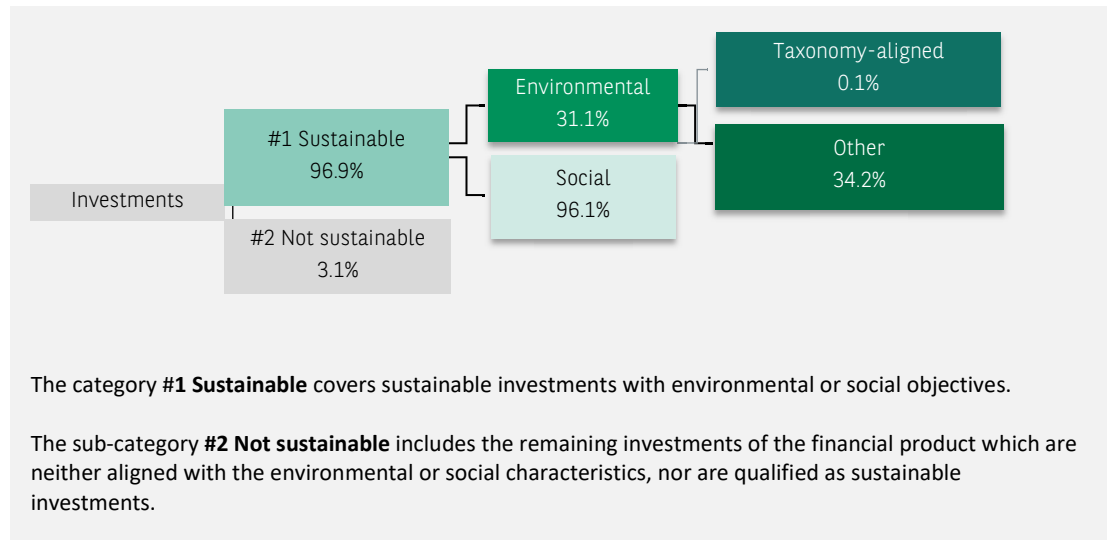 Taxonomy-aligned
0.1%
Environmental
31.1%
#1 Sustainable
96.9%
Other
34.2%
Social
96.1%
Investments
#2 Not sustainable
3.1%
The category #1 Sustainable covers sustainable investments with environmental or social objectives.
The sub-category #2 Not sustainable includes the remaining investments of the financial product which are
neither aligned with the environmental or social characteristics, nor are qualified as sustainable
investments.